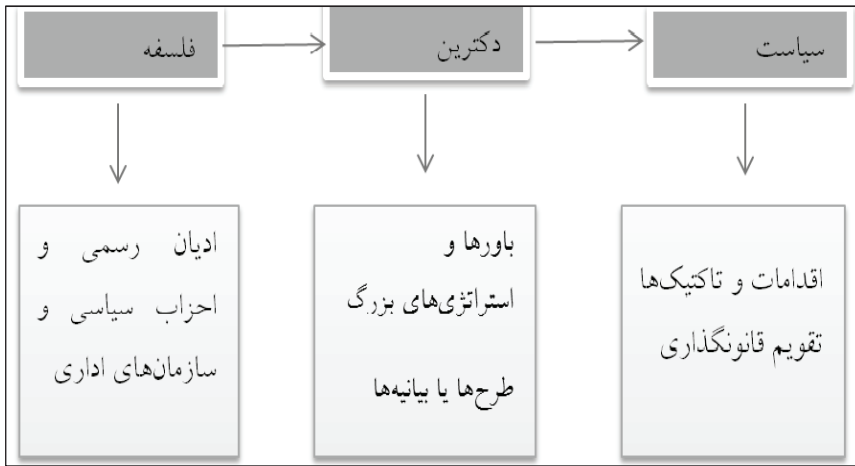 فلسفه
دکترین
سیاست
ادیان رسمی و
احزاب سیاسی و
سازمان‌های اداری
باورها و
استراتژی‌های بزرگ
طرح‌ها یا بیانیه‌ها
اقدامات و تاکتیک‌ها
تقویم قانونگذاری